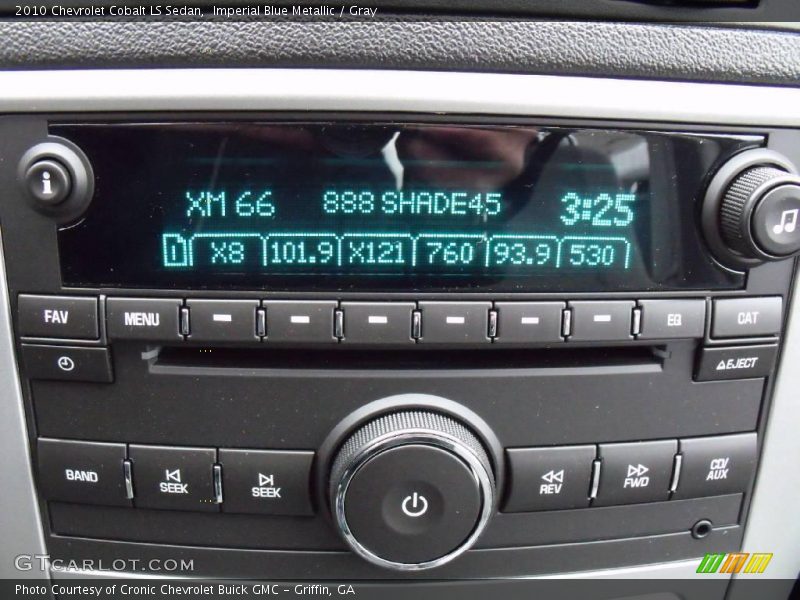 2010 Chevrolet Cobalt LS Sedan,  Imperial Blue Metallic / Gray
i
XM 66 888 SHADE45 3:25
1 X8 101.9 X121 760 93.9 530
FAV MENU EQ CAT
EJECT
BAND SEEK SEEK REV FWD CD/
AUX
GTCARLOT.COM
Photo Courtesy of Cronic Chevrolet Buick GMC - Griffin, GA